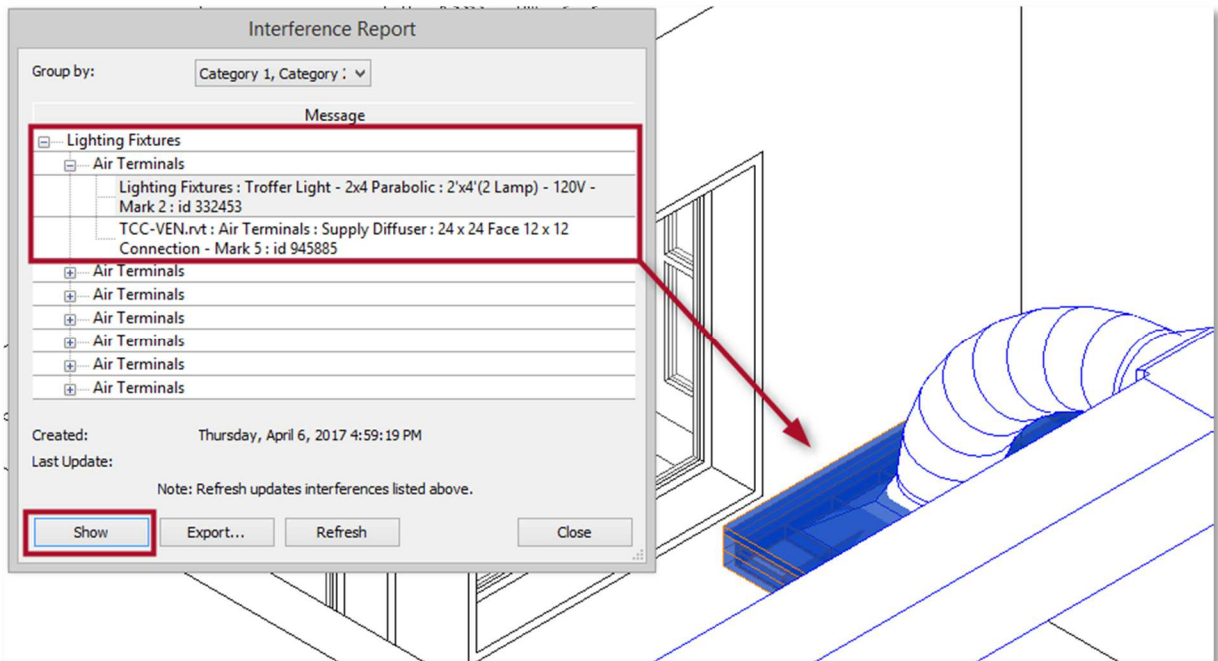 Interference Report
Group by:
Category 1, Category 2
Message
Lighting Fixtures
Air Terminals
Lighting Fixtures : Troffer Light - 2x4 Parabolic : 2'x4'(2 Lamp) - 120V -
Mark 2 : id 332453
TCC-VEN.rvt : Air Terminals : Supply Diffuser : 24 x 24 Face 12 x 12
Connection - Mark 5 : id 945885
Air Terminals
Air Terminals
Air Terminals
Air Terminals
Air Terminals
Air Terminals
Created: Thursday, April 6, 2017 4:59:19 PM
Last Update:
Note: Refresh updates interferences listed above.
Show Export... Refresh Close